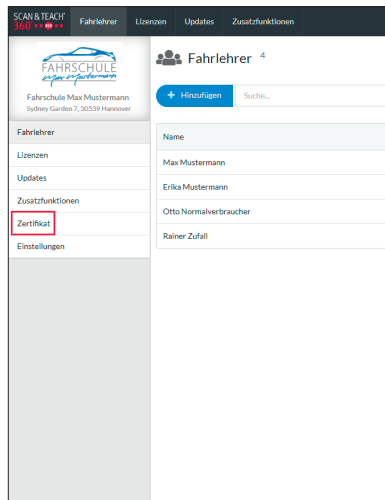 SCAN & TEACH®
360
Fahrlehrer
Lizenzen
Updates
Zusatzfunktionen
FAHRSCHULE
Max Mustermann
Fahrschule Max Mustermann
Sydney Garden 7, 30539 Hannover
Fahrlehrer
Lizenzen
Updates
Zusatzfunktionen
Zertifikat
Einstellungen
Fahrlehrer 4
+ Hinzufügen
Suche...
Name
Max Mustermann
Erika Mustermann
Otto Normalverbraucher
Rainer Zufall